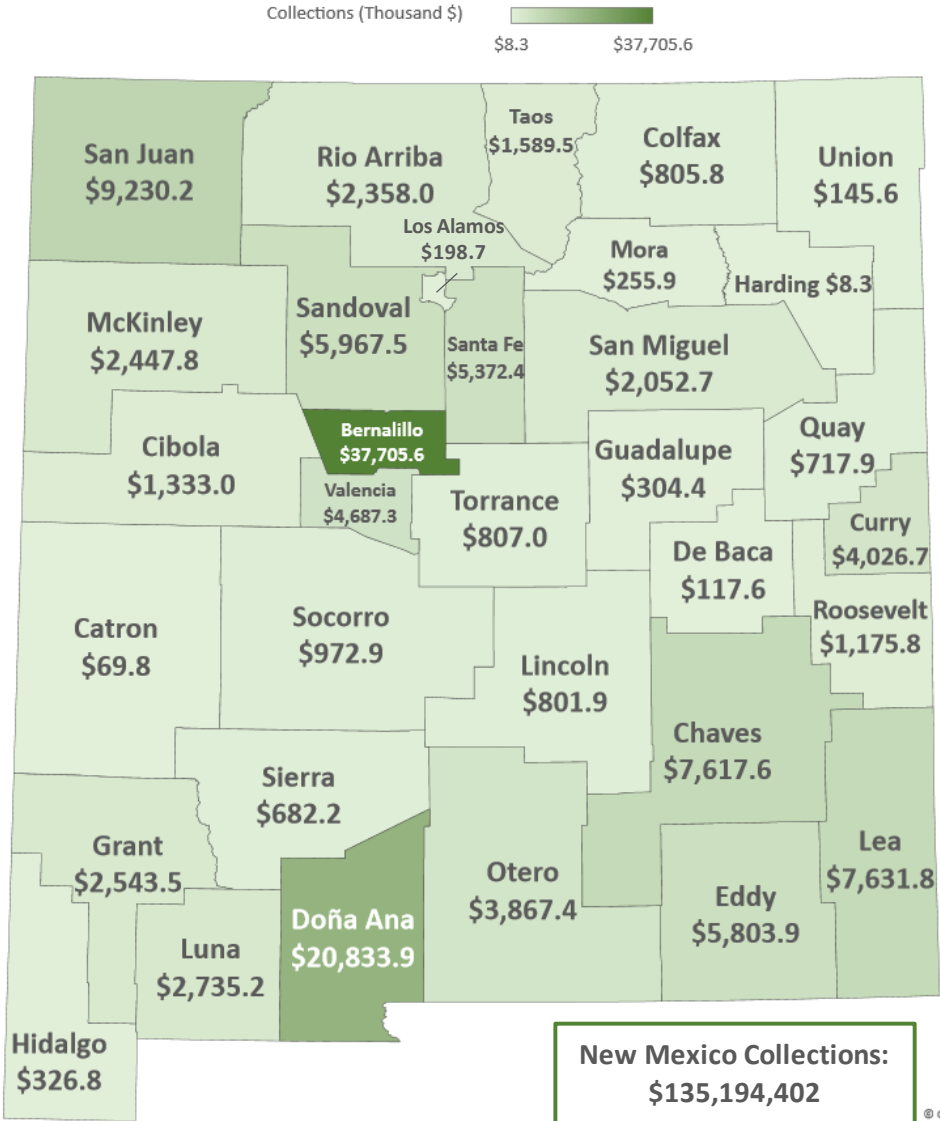 Collections (Thousand $)
$8.3
$37,705.6
San Juan
$9,230.2
Rio Arriba
$2,358.0
Taos
$1,589.5
Colfax
$805.8
Union
$145.6
Los Alamos
$198.7
Mora
$255.9
Harding $8.3
McKinley
$2,447.8
Sandoval
$5,967.5
Santa Fe
$5,372.4
San Miguel
$2,052.7
Cibola
$1,333.0
Bernalillo
$37,705.6
Valencia
$4,687.3
Torrance
$807.0
Guadalupe
$304.4
Quay
$717.9
Curry
$4,026.7
De Baca
$117.6
Roosevelt
$1,175.8
Catron
$69.8
Socorro
$972.9
Lincoln
$801.9
Chaves
$7,617.6
Sierra
$682.2
Grant
$2,543.5
Luna
$2,735.2
Doña Ana
$20,833.9
Otero
$3,867.4
Eddy
$5,803.9
Lea
$7,631.8
Hidalgo
$326.8
New Mexico Collections:
$135,194,402